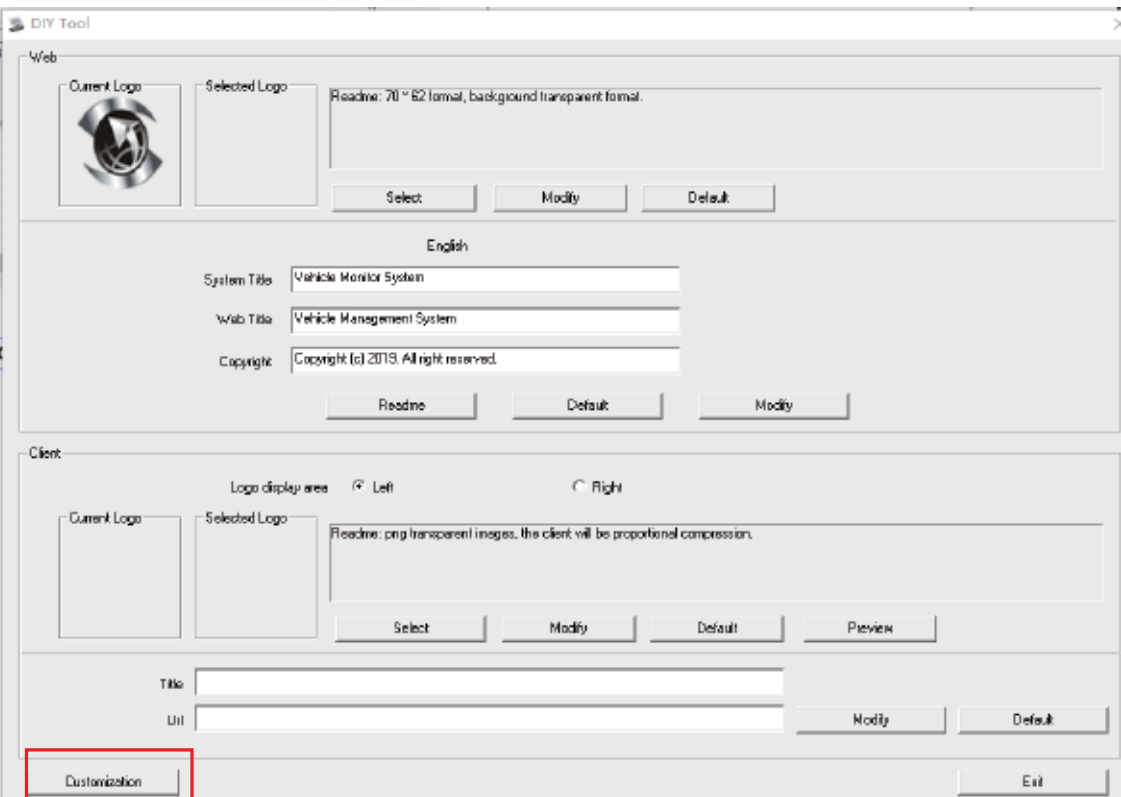 DIY Tool
Web
Current Logo
Selected Logo
Readme: 70 * 62 format, background transparent format.
Select
Modify
Default
English
System Title
Vehicle Monitor System
Web Title
Vehicle Management System
Copyright
Copyright (c) 2019. All right reserved.
Readme
Default
Modify
Client
Logo display area
Left
Right
Current Logo
Selected Logo
Readme: png transparent images, the client will be proportional compression.
Select
Modify
Default
Preview
Title
Url
Modify
Default
Customization
Exit